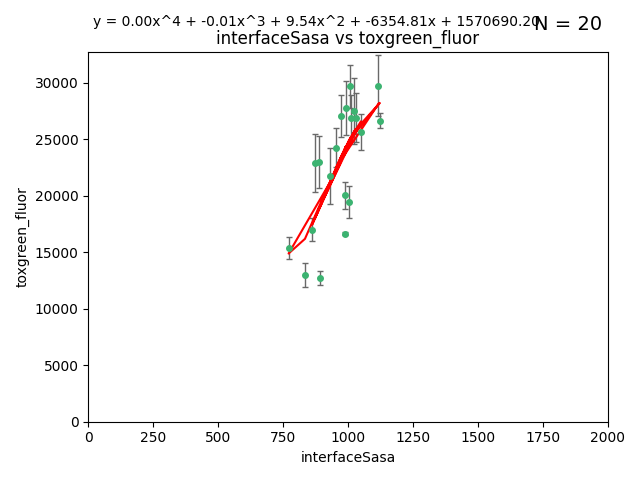 y = 0.00x^4 + -0.01x^3 + 9.54x^2 + -6354.81x + 1570690.20
N = 20
interfaceSasa vs toxgreen_fluor
30000
25000
20000
15000
10000
5000
0
toxgreen_fluor
0 250 500 750 1000 1250 1500 1750 2000
interfaceSasa